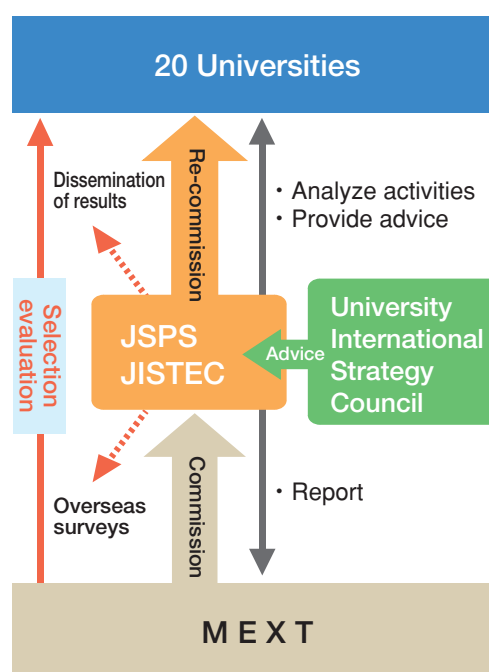 20 Universities
Dissemination
of results
Re-commission
・ Analyze activities
・ Provide advice
Selection
evaluation
JSPS
JISTEC
Advice
University
International
Strategy
Council
Overseas
surveys
Commission
・ Report
MEXT